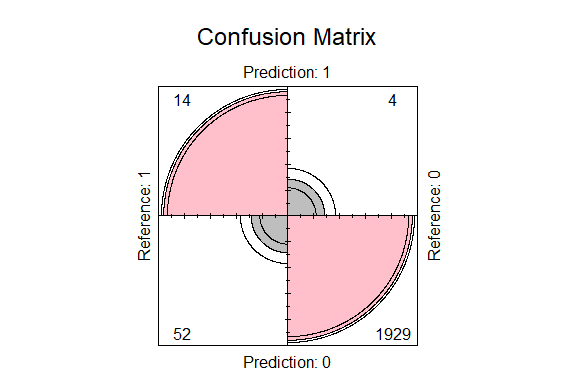 Confusion Matrix
Prediction: 1
14
4
Reference: 1
Reference: 0
52
1929
Prediction: 0